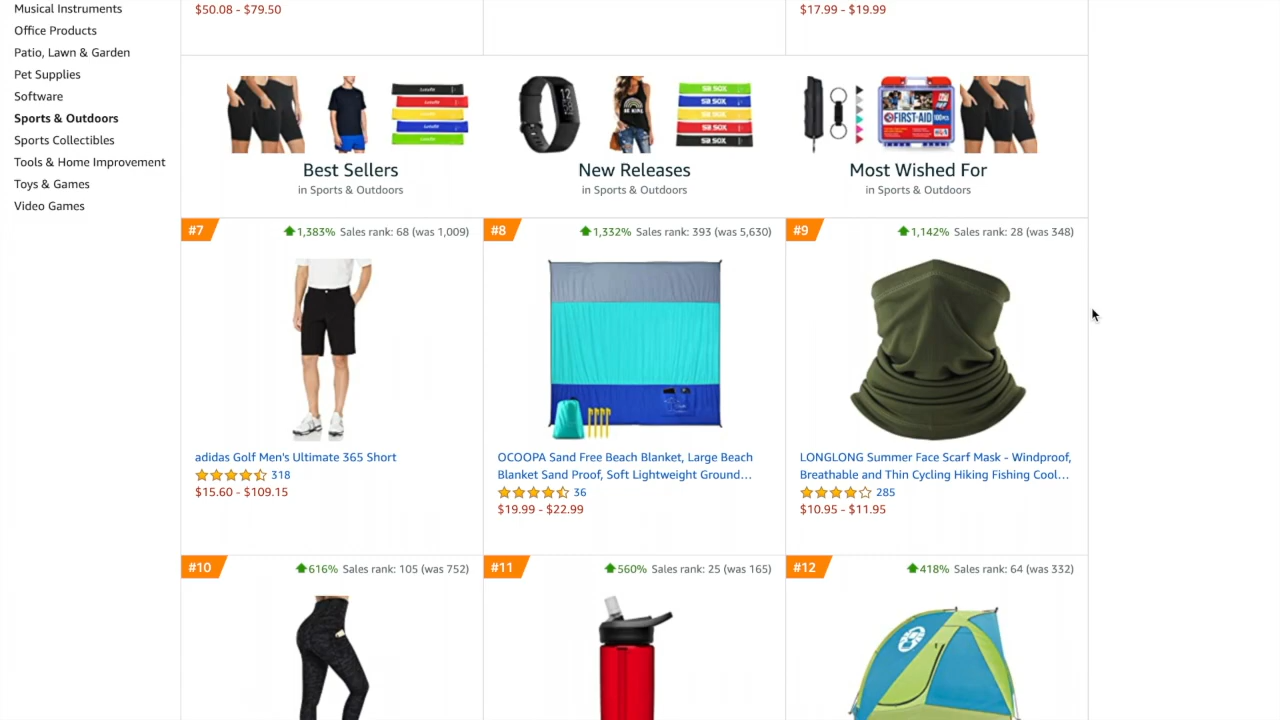 Musical Instruments
Office Products
Patio, Lawn & Garden
Pet Supplies
Software
Sports & Outdoors
Sports Collectibles
Tools & Home Improvement
Toys & Games
Video Games
$50.08 - $79.50
$17.99 - $19.99
Best Sellers
in Sports & Outdoors
BE KIND
New Releases
in Sports & Outdoors
FIRST-AID
Most Wished For
in Sports & Outdoors
#7
1,383% Sales rank: 68 (was 1,009)
adidas Golf Men's Ultimate 365 Short
318
$15.60 - $109.15
#8
1,332% Sales rank: 393 (was 5,630)
OCOOPA Sand Free Beach Blanket, Large Beach
Blanket Sand Proof, Soft Lightweight Ground…
36
$19.99 - $22.99
#9
1,142% Sales rank: 28 (was 348)
LONGLONG Summer Face Scarf Mask - Windproof,
Breathable and Thin Cycling Hiking Fishing Cool…
285
$10.95 - $11.95
#10
616% Sales rank: 105 (was 752)
#11
560% Sales rank: 25 (was 165)
#12
418% Sales rank: 64 (was 332)